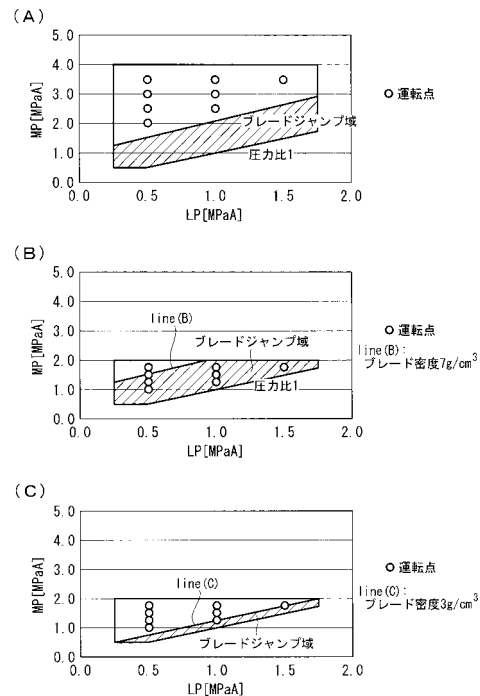 (A)
5.0
4.0
3.0
2.0
1.0
0.0
MP[MPaA]
ブレードジャンプ域
圧力比1
0.0 0.5 1.0 1.5 2.0
LP[MPaA]
運転点
(B)
5.0
4.0
3.0
2.0
1.0
0.0
MP[MPaA]
line(B)
ブレードジャンプ域
圧力比1
0.0 0.5 1.0 1.5 2.0
LP[MPaA]
運転点
line(B):
ブレード密度7g/cm³
(C)
5.0
4.0
3.0
2.0
1.0
0.0
MP[MPaA]
line(C)
ブレードジャンプ域
0.0 0.5 1.0 1.5 2.0
LP[MPaA]
運転点
line(C):
ブレード密度3g/cm³